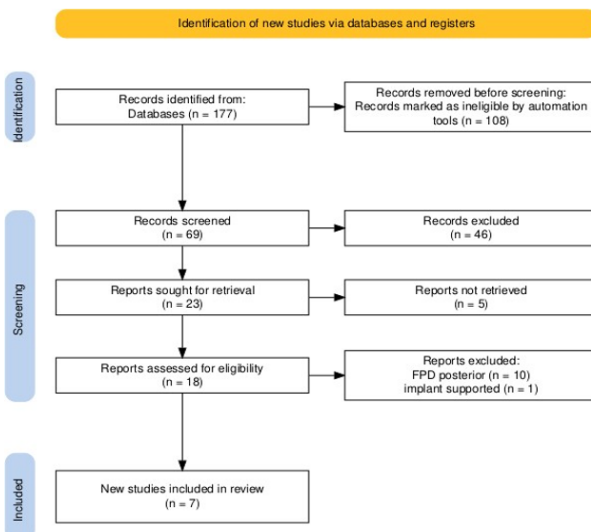 Identification of new studies via databases and registers
Identification
Records identified from:
Databases (n = 177)
Records removed before screening:
Records marked as ineligible by automation
tools (n = 108)
Screening
Records screened
(n = 69)
Records excluded
(n = 46)
Reports sought for retrieval
(n = 23)
Reports not retrieved
(n = 5)
Reports assessed for eligibility
(n = 18)
Reports excluded:
FPD posterior (n = 10)
implant supported (n = 1)
Included
New studies included in review
(n = 7)